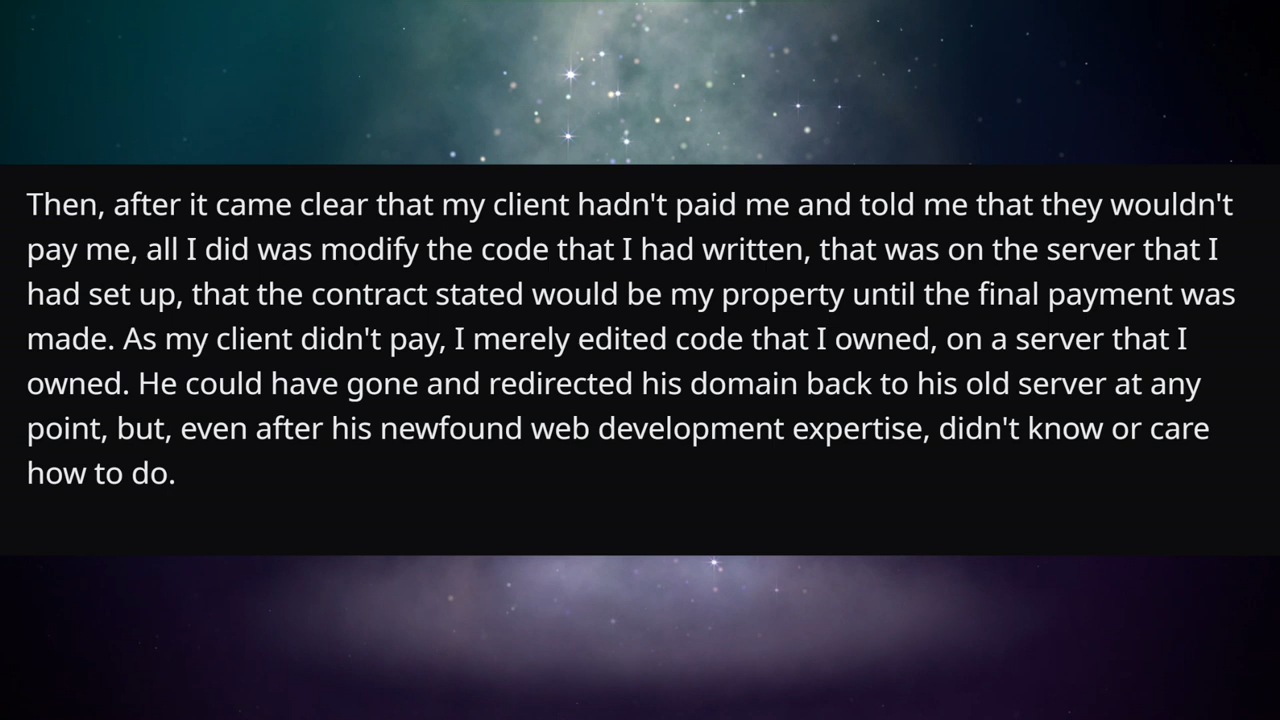 Then, after it came clear that my client hadn't paid me and told me that they wouldn't
pay me, all I did was modify the code that I had written, that was on the server that I
had set up, that the contract stated would be my property until the final payment was
made. As my client didn't pay, I merely edited code that I owned, on a server that I
owned. He could have gone and redirected his domain back to his old server at any
point, but, even after his newfound web development expertise, didn't know or care
how to do.